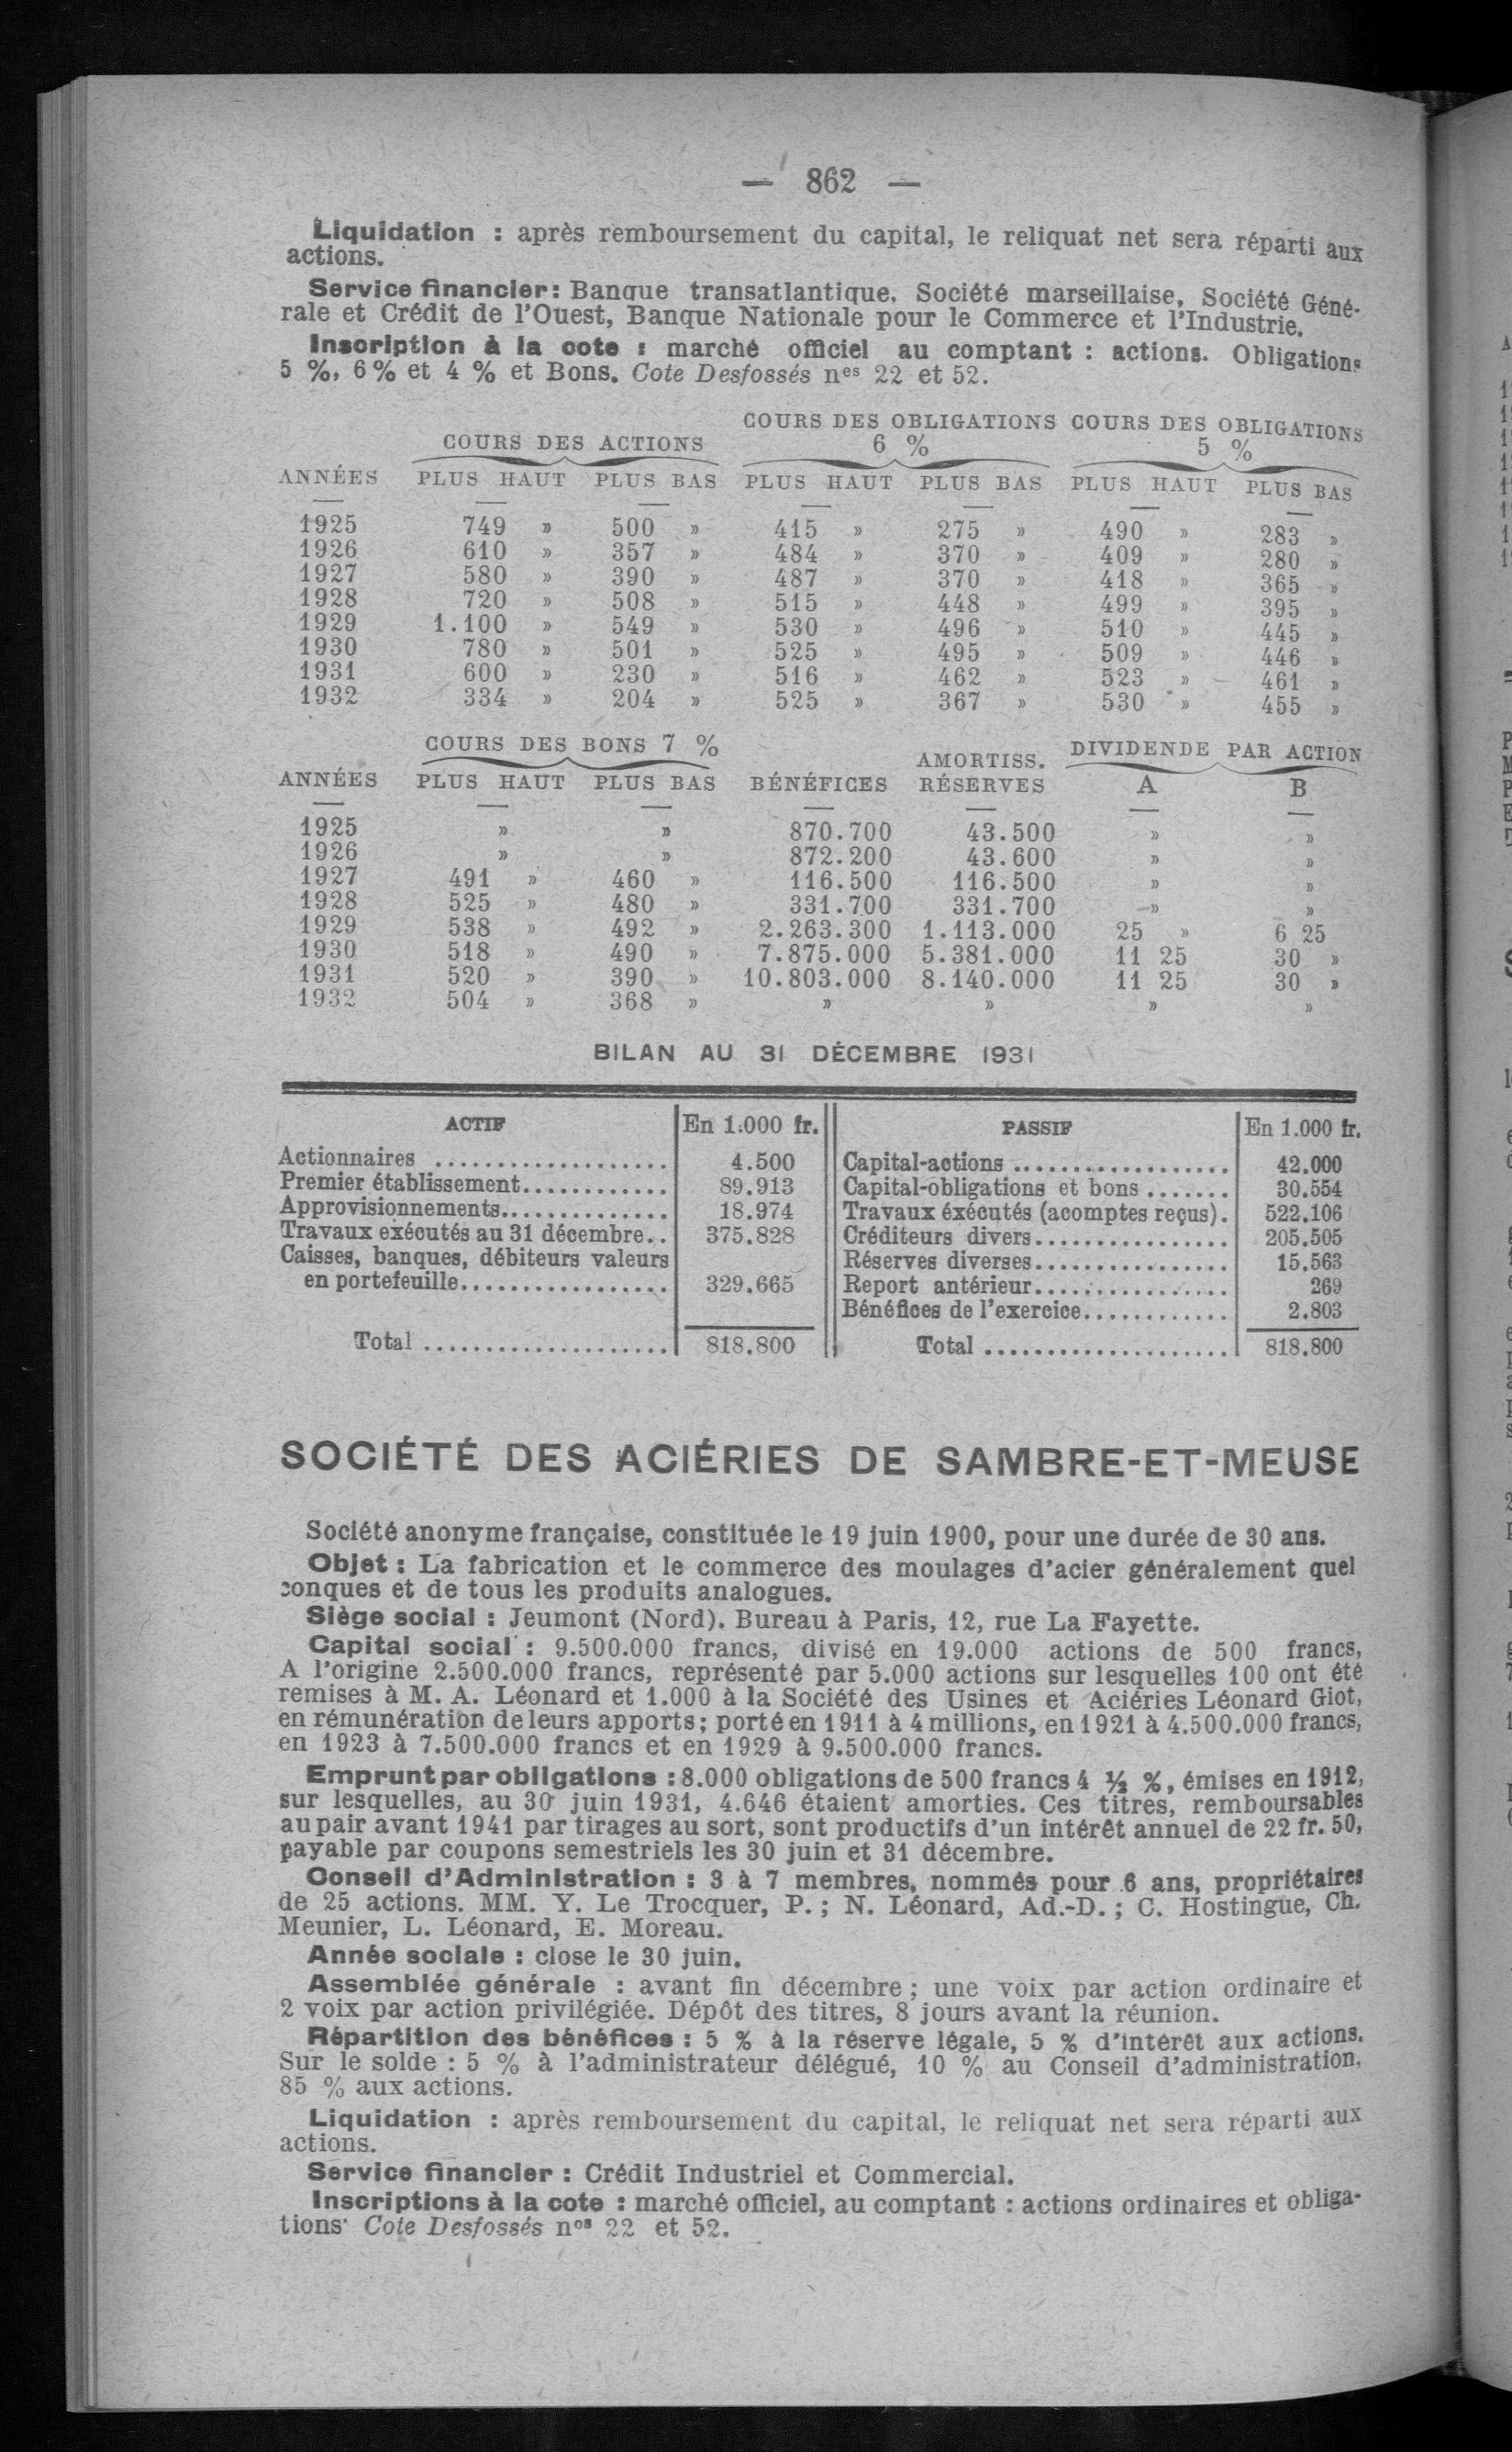 — 862 —
Liquidation : après remboursement du capital, le reliquat net sera réparti aux
actions.
Service financier : Banque transatlantique, Société marseillaise, Société Géné-
rale et Crédit de l'Ouest, Banque Nationale pour le Commerce et l'Industrie.
Inscription à la cote : marché officiel au comptant : actions. Obligations
5 %, 6 % et 4 % et Bons. Cote Desfossés nes 22 et 52.
COURS DES ACTIONS COURS DES OBLIGATIONS 6 % COURS DES OBLIGATIONS 5 %
ANNÉES PLUS HAUT PLUS BAS PLUS HAUT PLUS BAS PLUS HAUT PLUS BAS
1925 749 » 500 » 415 » 275 » 490 » 283 »
1926 610 » 357 » 484 » 370 » 409 » 280 »
1927 580 » 390 » 487 » 370 » 418 » 365 »
1928 720 » 508 » 515 » 448 » 499 » 395 »
1929 1.100 » 549 » 530 » 496 » 510 » 445 »
1930 780 » 501 » 525 » 495 » 509 » 446 »
1931 600 » 230 » 516 » 462 » 523 » 461 »
1932 334 » 204 » 525 » 367 » 530 » 455 »
COURS DES BONS 7 % AMORTISS. DIVIDENDE PAR ACTION
ANNÉES PLUS HAUT PLUS BAS BÉNÉFICES RÉSERVES A B
1925 » » 870.700 43.500 » »
1926 » » 872.200 43.600 » »
1927 491 » 460 » 116.500 116.500 » »
1928 525 » 480 » 331.700 331.700 » »
1929 538 » 492 » 2.263.300 1.113.000 25 » 6 25
1930 518 » 490 » 7.875.000 5.381.000 11 25 30 »
1931 520 » 390 » 10.803.000 8.140.000 11 25 30 »
1932 504 » 368 » » » » »
BILAN AU 31 DÉCEMBRE 1931
ACTIF En 1.000 fr. PASSIF En 1.000 fr.
Actionnaires ................... 4.500 Capital-actions .................. 42.000
Premier établissement............ 89.913 Capital-obligations et bons ....... 30.554
Approvisionnements.............. 18.974 Travaux éxécutés (acomptes reçus). 522.106
Travaux exécutés au 31 décembre.. 375.828 Créditeurs divers................ 205.505
Caisses, banques, débiteurs valeurs Réserves diverses................ 15.563
en portefeuille................. 329.665 Report antérieur................ 269
Bénéfices de l'exercice............ 2.803
Total .................... 818.800 Total .................... 818.800
SOCIÉTÉ DES ACIÉRIES DE SAMBRE-ET-MEUSE
Société anonyme française, constituée le 19 juin 1900, pour une durée de 30 ans.
Objet : La fabrication et le commerce des moulages d'acier généralement quel
conques et de tous les produits analogues.
Siège social : Jeumont (Nord). Bureau à Paris, 12, rue La Fayette.
Capital social : 9.500.000 francs, divisé en 19.000 actions de 500 francs,
A l'origine 2.500.000 francs, représenté par 5.000 actions sur lesquelles 100 ont été
remises à M. A. Léonard et 1.000 à la Société des Usines et Aciéries Léonard Giot,
en rémunération de leurs apports ; porté en 1911 à 4 millions, en 1921 à 4.500.000 francs,
en 1923 à 7.500.000 francs et en 1929 à 9.500.000 francs.
Emprunt par obligations : 8.000 obligations de 500 francs 4 ½ %, émises en 1912,
sur lesquelles, au 30 juin 1931, 4.646 étaient amorties. Ces titres, remboursables
au pair avant 1941 par tirages au sort, sont productifs d'un intérêt annuel de 22 fr. 50,
payable par coupons semestriels les 30 juin et 31 décembre.
Conseil d'Administration : 3 à 7 membres, nommés pour 6 ans, propriétaires
de 25 actions. MM. Y. Le Trocquer, P. ; N. Léonard, Ad.-D. ; C. Hostingue, Ch.
Meunier, L. Léonard, E. Moreau.
Année sociale : close le 30 juin.
Assemblée générale : avant fin décembre ; une voix par action ordinaire et
2 voix par action privilégiée. Dépôt des titres, 8 jours avant la réunion.
Répartition des bénéfices : 5 % à la réserve légale, 5 % d'intérêt aux actions.
Sur le solde : 5 % à l'administrateur délégué, 10 % au Conseil d'administration,
85 % aux actions.
Liquidation : après remboursement du capital, le reliquat net sera réparti aux
actions.
Service financier : Crédit Industriel et Commercial.
Inscriptions à la cote : marché officiel, au comptant : actions ordinaires et obliga-
tions· Cote Desfossés nos 22 et 52.